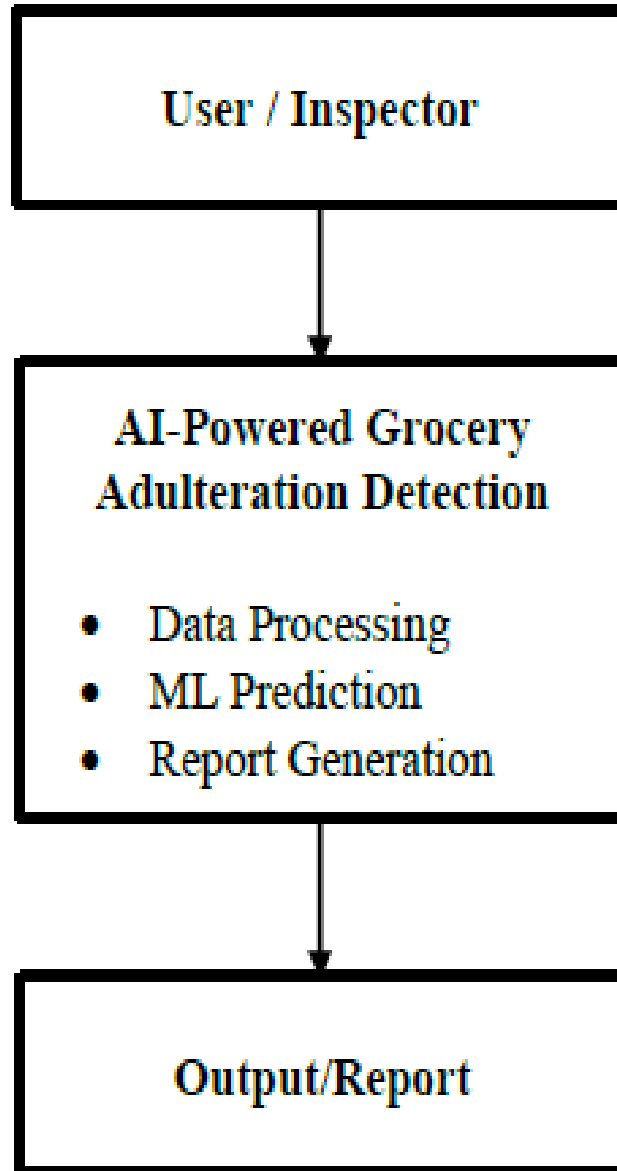 User / Inspector
AI-Powered Grocery
Adulteration Detection
• Data Processing
• ML Prediction
• Report Generation
Output/Report